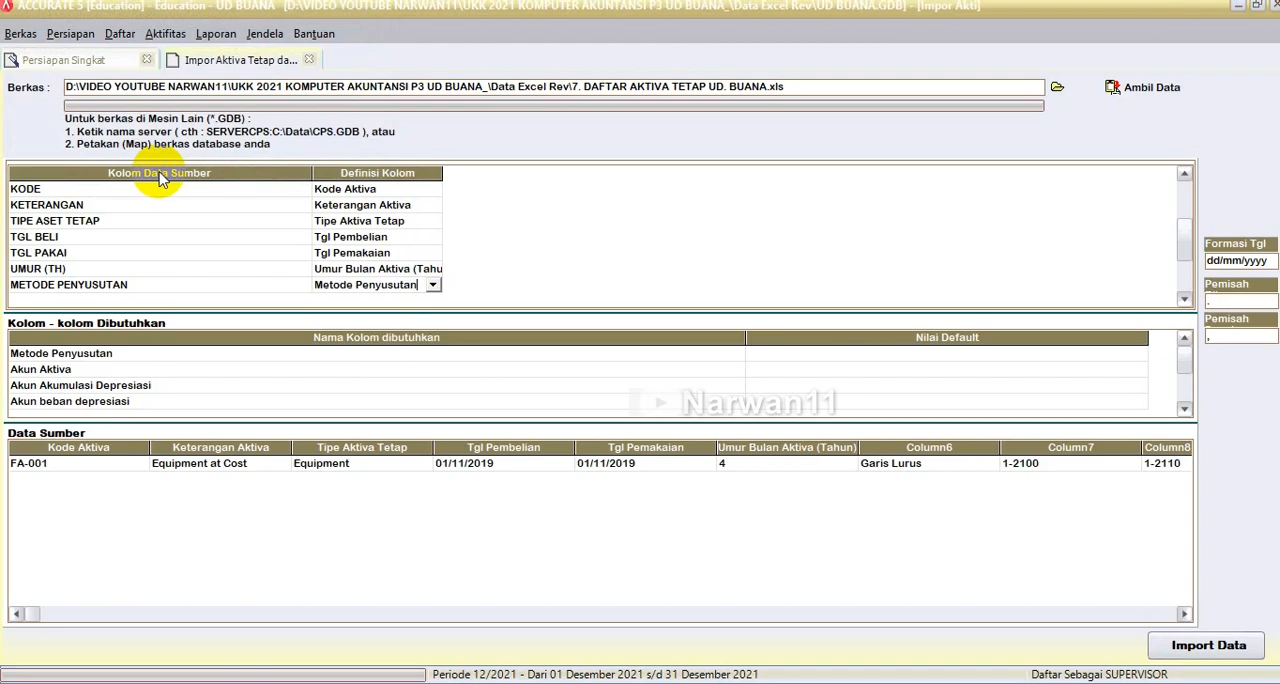 ACCURATE 5 [Education] - Education - UD BUANA [D:\VIDEO YOUTUBE NARWAN11\UKK 2021 KOMPUTER AKUNTANSI P3 UD BUANA_\Data Excel Rev\UD BUANA.GDB] - [Impor Akti]
Berkas Persiapan Daftar Aktifitas Laporan Jendela Bantuan
Persiapan Singkat Impor Aktiva Tetap da...
Berkas : D:\VIDEO YOUTUBE NARWAN11\UKK 2021 KOMPUTER AKUNTANSI P3 UD BUANA_\Data Excel Rev\7. DAFTAR AKTIVA TETAP UD. BUANA.xls Ambil Data
Untuk berkas di Mesin Lain (*.GDB) :
1. Ketik nama server ( cth : SERVERCPS:C:\Data\CPS.GDB ), atau
2. Petakan (Map) berkas database anda
Kolom Data Sumber Definisi Kolom
KODE Kode Aktiva
KETERANGAN Keterangan Aktiva
TIPE ASET TETAP Tipe Aktiva Tetap
TGL BELI Tgl Pembelian
TGL PAKAI Tgl Pemakaian
UMUR (TH) Umur Bulan Aktiva (Tahu
METODE PENYUSUTAN Metode Penyusutan
Formasi Tgl
dd/mm/yyyy
Pemisah
.
Pemisah
,
Kolom - kolom Dibutuhkan
Nama Kolom dibutuhkan Nilai Default
Metode Penyusutan
Akun Aktiva
Akun Akumulasi Depresiasi
Akun beban depresiasi
Narwan11
Data Sumber
Kode Aktiva Keterangan Aktiva Tipe Aktiva Tetap Tgl Pembelian Tgl Pemakaian Umur Bulan Aktiva (Tahun) Column6 Column7 Column8
FA-001 Equipment at Cost Equipment 01/11/2019 01/11/2019 4 Garis Lurus 1-2100 1-2110
Import Data
Periode 12/2021 - Dari 01 Desember 2021 s/d 31 Desember 2021 Daftar Sebagai SUPERVISOR